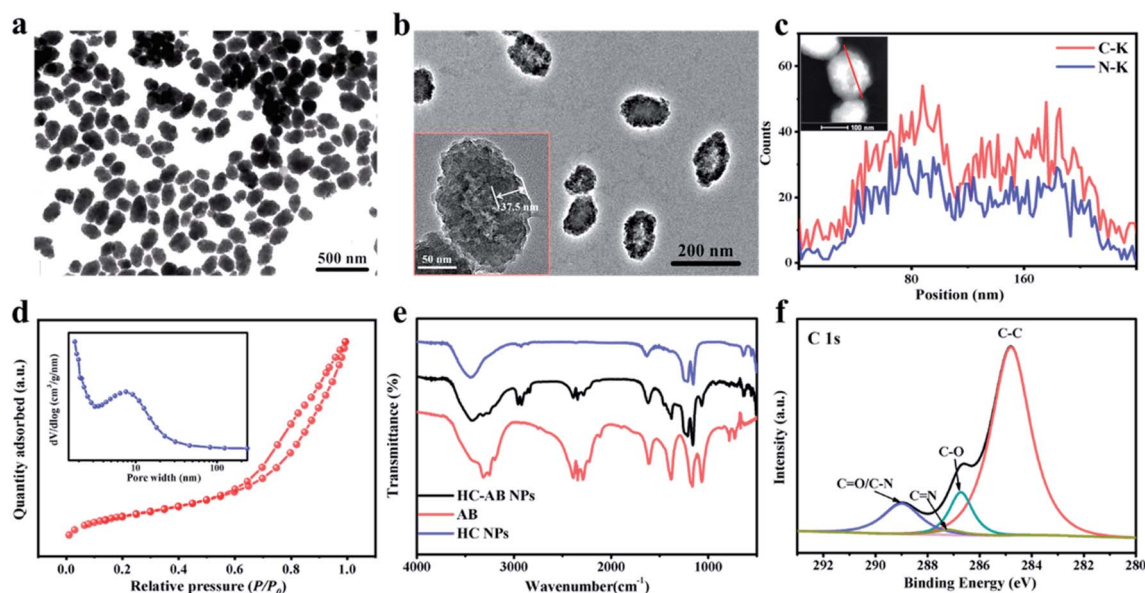 a
500 nm
b
37.5 nm
50 nm
200 nm
c
C-K
N-K
100 nm
60
40
20
0
Counts
80
160
Position (nm)
d
Quantity adsorbed (a.u.)
dV/dlog (cm³/g/nm)
10
100
Pore width (nm)
0.0
0.2
0.4
0.6
0.8
1.0
Relative pressure (P/P₀)
e
Transmittance (%)
HC-AB NPs
AB
HC NPs
4000
3000
2000
1000
Wavenumber(cm⁻¹)
f
C 1s
C-C
C-O
C=N
C=O/C-N
Intensity (a.u.)
292
290
288
286
284
282
280
Binding Energy (eV)